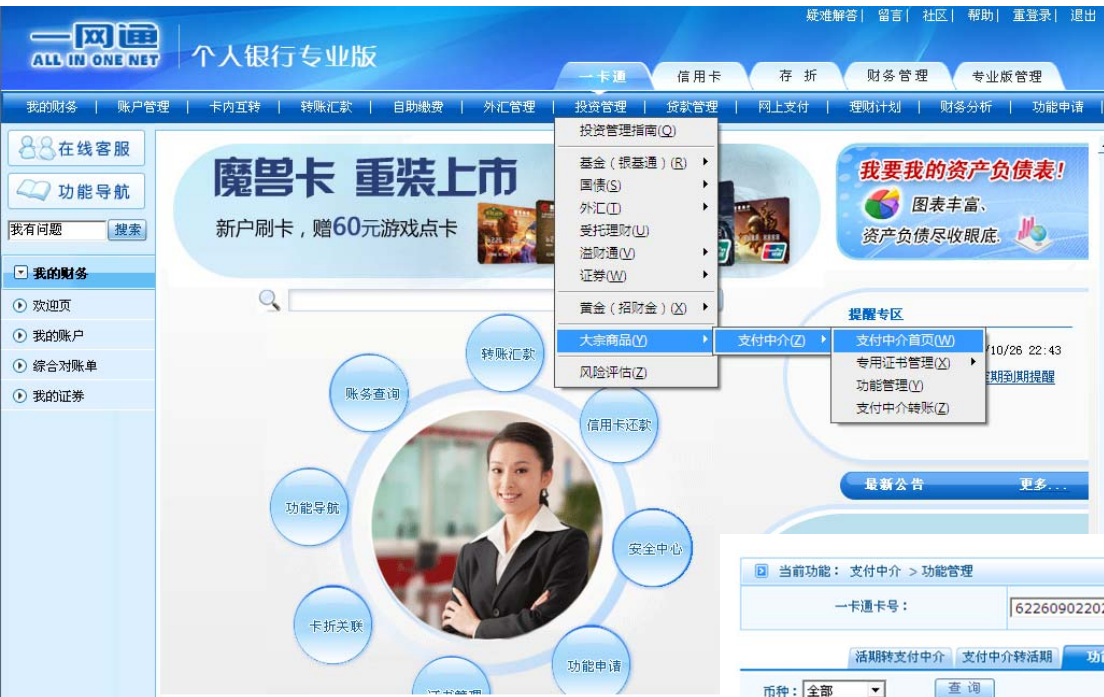 疑难解答| 留言| 社区| 帮助| 重登录| 退出
一网通
ALL IN ONE NET
个人银行专业版
一卡通
信用卡
存 折
财务管理
专业版管理
我的财务 | 账户管理 | 卡内互转 | 转账汇款 | 自助缴费 | 外汇管理 | 投资管理 | 贷款管理 | 网上支付 | 理财计划 | 财务分析 | 功能申请 |
在线客服
功能导航
我有问题
搜索
我的财务
欢迎页
我的账户
综合对账单
我的证券
魔兽卡 重装上市
新户刷卡，赠60元游戏点卡
投资管理指南(Q)
基金（银基通）(R)
国债(S)
外汇(T)
受托理财(U)
溢财通(V)
证券(W)
黄金（招财金）(X)
大宗商品(Y)
风险评估(Z)
支付中介(Z)
支付中介首页(W)
专用证书管理(X)
功能管理(Y)
支付中介转账(Z)
我要我的资产负债表!
图表丰富、
资产负债尽收眼底.
提醒专区
/10/26 22:43
期到期提醒
最新公告
更多...
转账汇款
账务查询
信用卡还款
功能导航
安全中心
卡折关联
功能申请
证书管理
当前功能： 支付中介 > 功能管理
一卡通卡号：
62260902202
活期转支付中介
支付中介转活期
功
币种：
全部
查 询